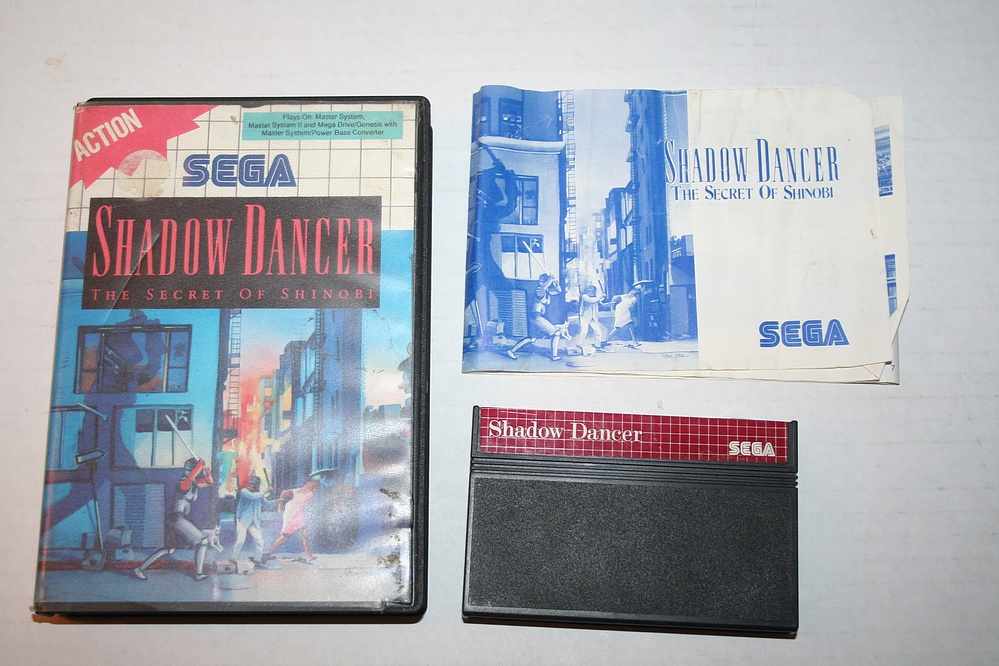 ACTION
Plays On: Master System,
Master System II and Mega Drive/Genesis with
Master System/Power Base Converter
SEGA
SHADOW DANCER
THE SECRET OF SHINOBI
SHADOW DANCER
THE SECRET OF SHINOBI
SEGA
Shadow Dancer
SEGA